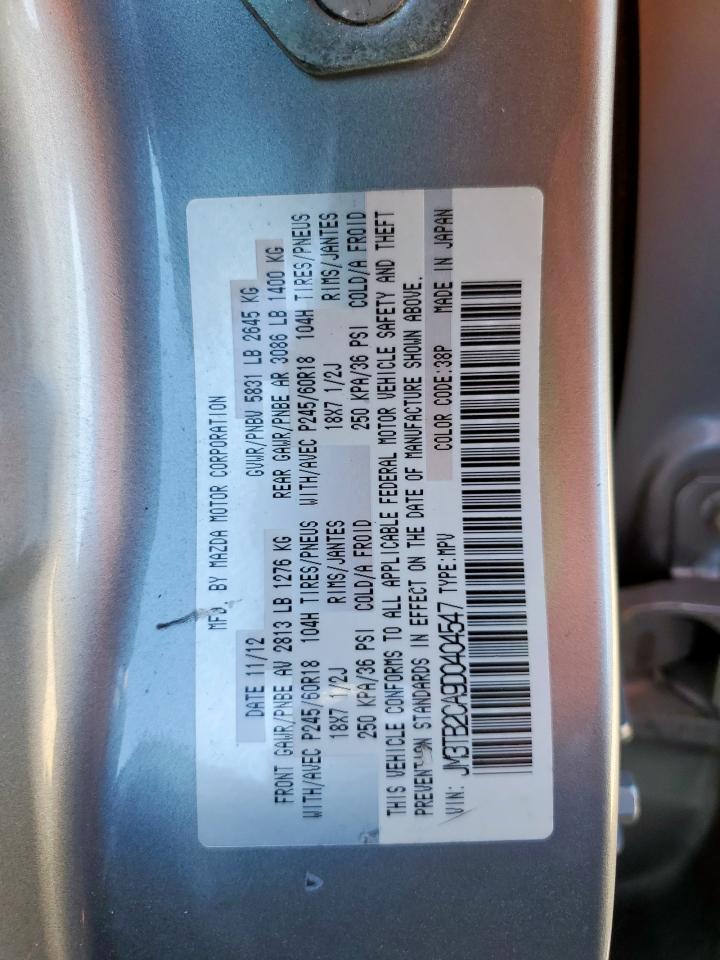 MFD. BY MAZDA MOTOR CORPORATION
DATE 11/12 GVWR/PNBV 5831 LB 2645 KG
FRONT GAWR/PNBE AV 2813 LB 1276 KG REAR GAWR/PNBE AR 3086 LB 1400 KG
WITH/AVEC P245/60R18 104H TIRES/PNEUS WITH/AVEC P245/60R18 104H TIRES/PNEUS
18X7 1/2J RIMS/JANTES 18X7 1/2J RIMS/JANTES
250 KPA/36 PSI COLD/A FROID 250 KPA/36 PSI COLD/A FROID
THIS VEHICLE CONFORMS TO ALL APPLICABLE FEDERAL MOTOR VEHICLE SAFETY AND THEFT
PREVENTION STANDARDS IN EFFECT ON THE DATE OF MANUFACTURE SHOWN ABOVE.
VIN: JM3TB2CA9D0404547 TYPE:MPV COLOR CODE:38P MADE IN JAPAN